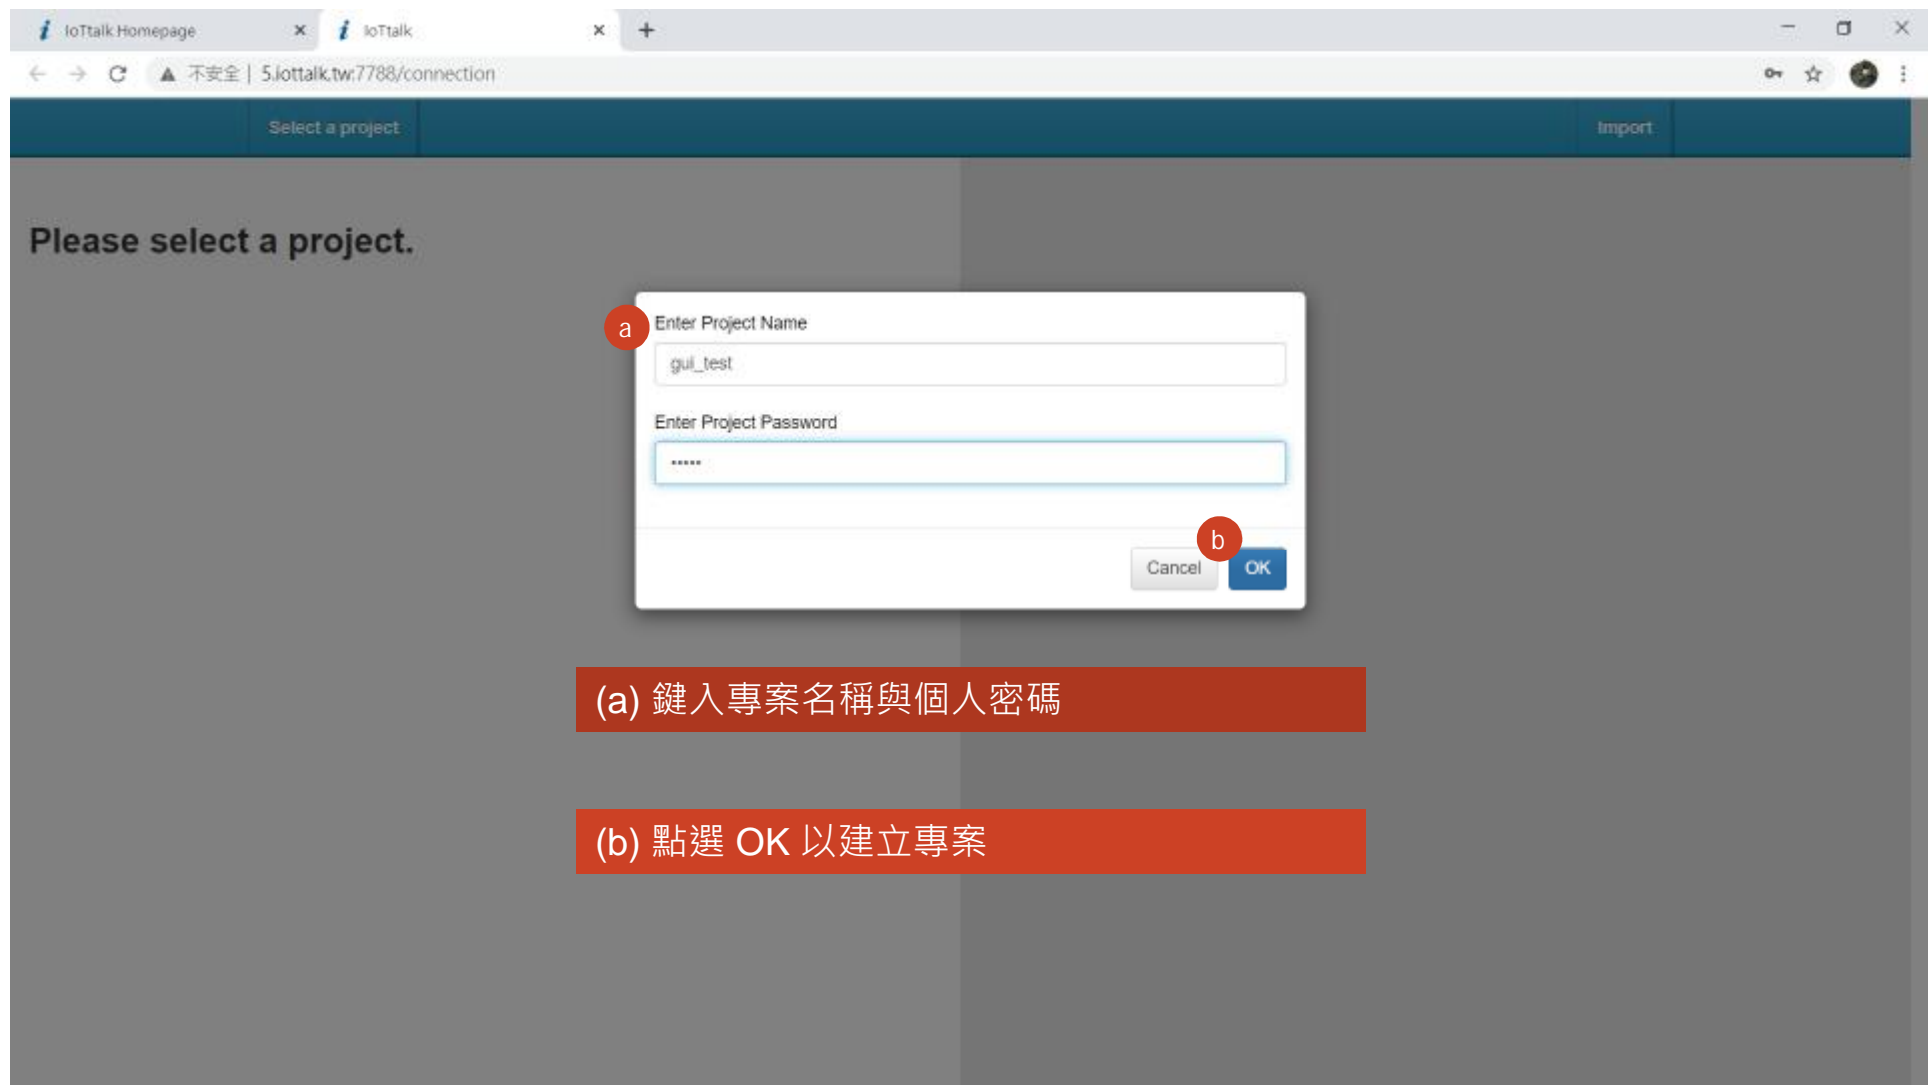 IoTtalk Homepage
IoTtalk
不安全 | 5.iottalk.tw:7788/connection
Select a project
Import
Please select a project.
a
Enter Project Name
gui_test
Enter Project Password
•••••
b
Cancel
OK
(a) 鍵入專案名稱與個人密碼
(b) 點選 OK 以建立專案